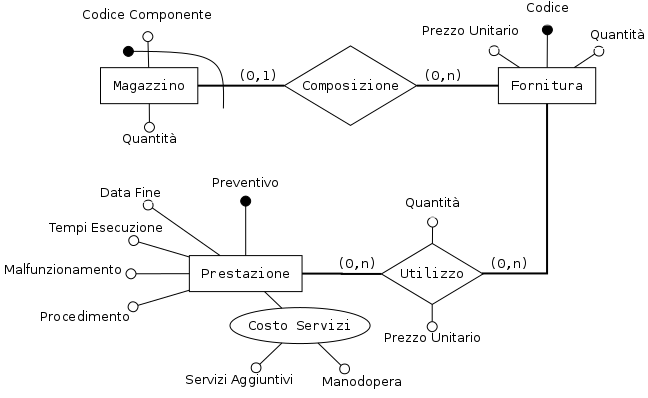 Codice Componente
Codice
Prezzo Unitario
Quantità
Magazzino
(0,1)
Composizione
(0,n)
Fornitura
Quantità
Preventivo
Data Fine
Quantità
Tempi Esecuzione
Malfunzionamento
Prestazione
(0,n)
Utilizzo
(0,n)
Procedimento
Costo Servizi
Prezzo Unitario
Servizi Aggiuntivi
Manodopera